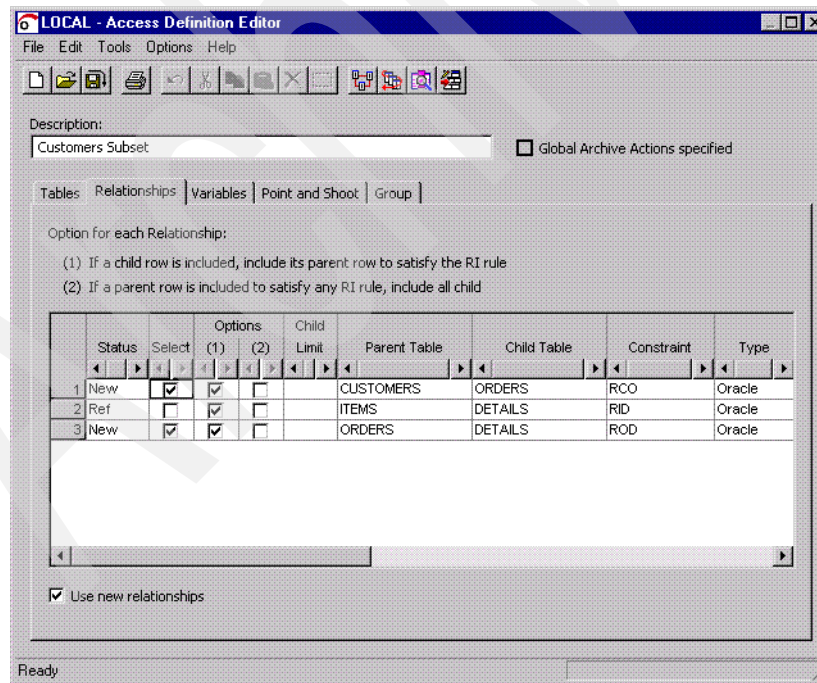 LOCAL - Access Definition Editor
File Edit Tools Options Help
Description:
Customers Subset
Global Archive Actions specified
Tables Relationships Variables Point and Shoot Group
Option for each Relationship:
(1) If a child row is included, include its parent row to satisfy the RI rule
(2) If a parent row is included to satisfy any RI rule, include all child
Options Child
Status Select (1) (2) Limit Parent Table Child Table Constraint Type
1 New CUSTOMERS ORDERS RCO Oracle
2 Ref ITEMS DETAILS RID Oracle
3 New ORDERS DETAILS ROD Oracle
Use new relationships
Ready